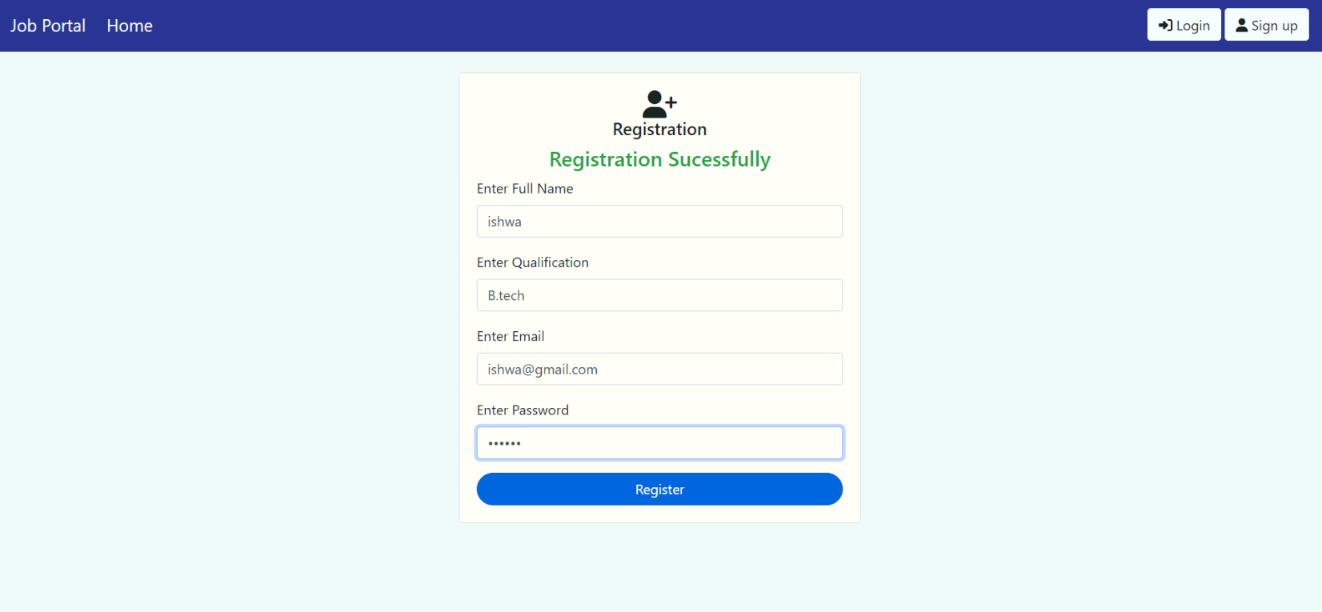 Job Portal Home Login Sign up
Registration
Registration Sucessfully
Enter Full Name
ishwa
Enter Qualification
B.tech
Enter Email
ishwa@gmail.com
Enter Password
••••••
Register